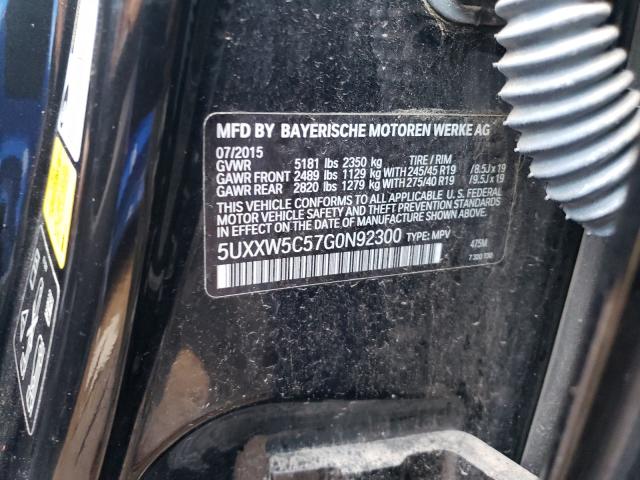 MFD BY BAYERISCHE MOTOREN WERKE AG
07/2015
GVWR 5181 lbs 2350 kg TIRE / RIM
GAWR FRONT 2489 lbs 1129 kg WITH 245/45 R19 /8.5J x 19
GAWR REAR 2820 lbs 1279 kg WITH 275/40 R19 /9.5J x 19
THIS VEHICLE CONFORMS TO ALL APPLICABLE U. S. FEDERAL
MOTOR VEHICLE SAFETY STANDARDS IN EFFECT
ON THE DATE OF MANUFACTURE SHOWN ABOVE.
5UXXW5C57G0N92300 TYPE: MPV 475M